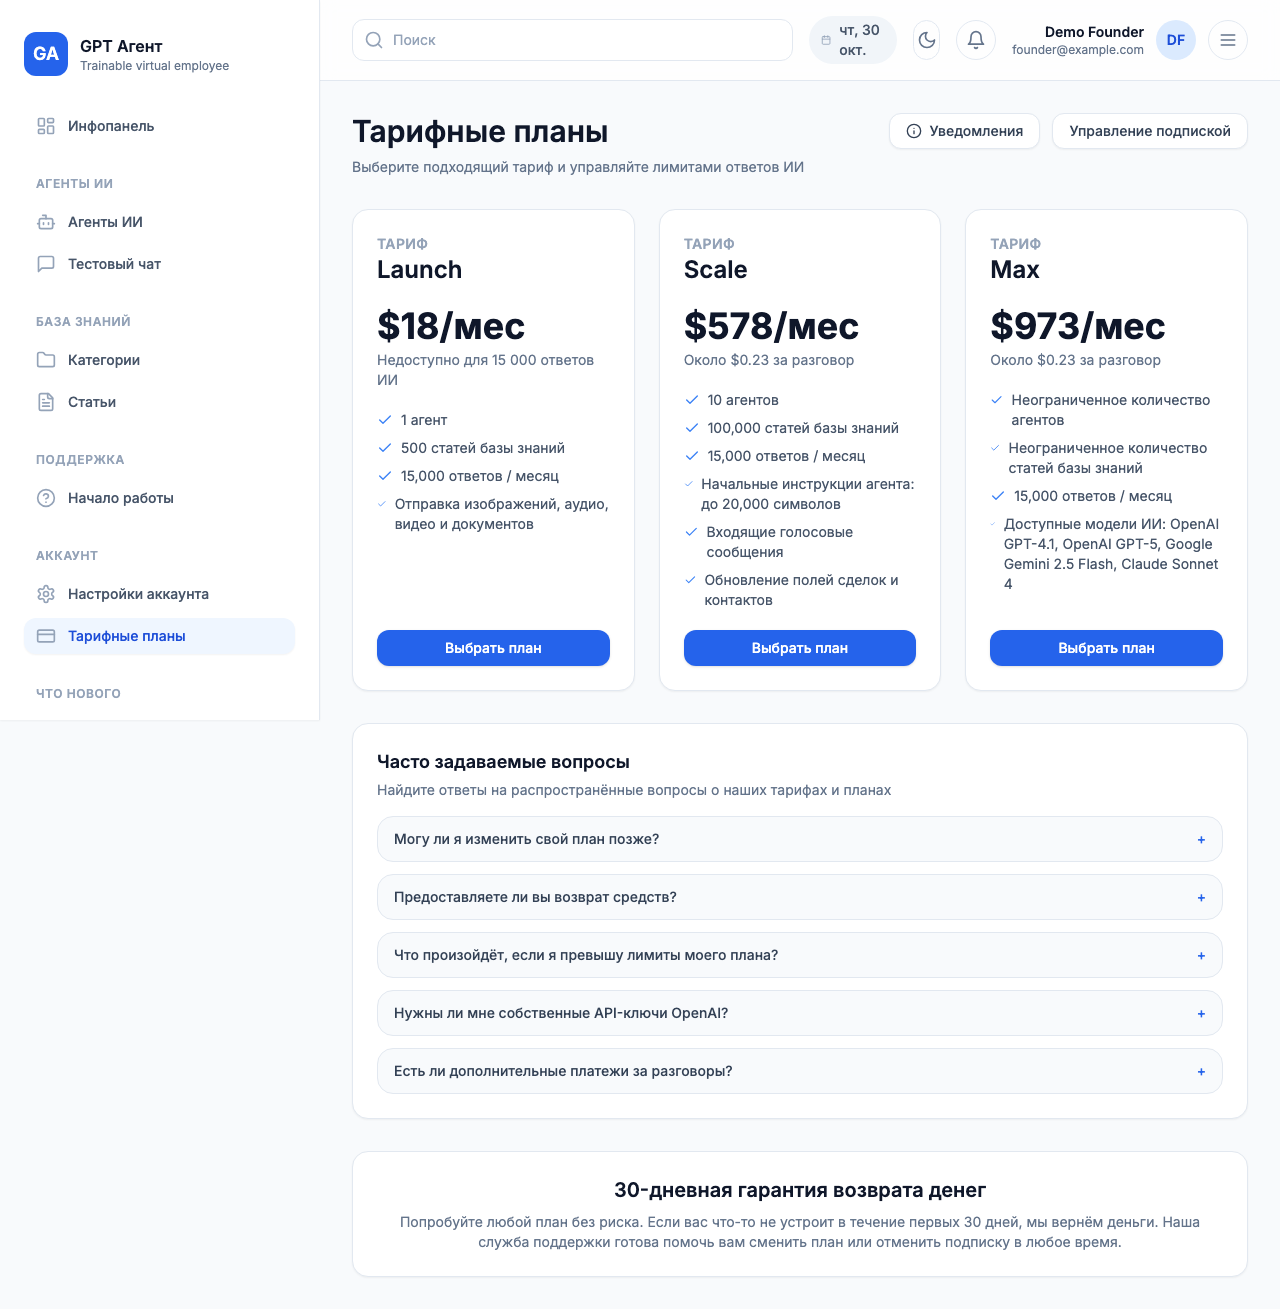 GA
GPT Агент
Trainable virtual employee
Инфопанель
АГЕНТЫ ИИ
Агенты ИИ
Тестовый чат
БАЗА ЗНАНИЙ
Категории
Статьи
ПОДДЕРЖКА
Начало работы
АККАУНТ
Настройки аккаунта
Тарифные планы
ЧТО НОВОГО
Поиск
чт, 30
окт.
Demo Founder
founder@example.com
DF
Тарифные планы
Выберите подходящий тариф и управляйте лимитами ответов ИИ
Уведомления
Управление подпиской
ТАРИФ
Launch
$18/мес
Недоступно для 15 000 ответов
ИИ
1 агент
500 статей базы знаний
15,000 ответов / месяц
Отправка изображений, аудио,
видео и документов
Выбрать план
ТАРИФ
Scale
$578/мес
Около $0.23 за разговор
10 агентов
100,000 статей базы знаний
15,000 ответов / месяц
Начальные инструкции агента:
до 20,000 символов
Входящие голосовые
сообщения
Обновление полей сделок и
контактов
Выбрать план
ТАРИФ
Max
$973/мес
Около $0.23 за разговор
Неограниченное количество
агентов
Неограниченное количество
статей базы знаний
15,000 ответов / месяц
Доступные модели ИИ: OpenAI
GPT-4.1, OpenAI GPT-5, Google
Gemini 2.5 Flash, Claude Sonnet
4
Выбрать план
Часто задаваемые вопросы
Найдите ответы на распространённые вопросы о наших тарифах и планах
Могу ли я изменить свой план позже? +
Предоставляете ли вы возврат средств? +
Что произойдёт, если я превышу лимиты моего плана? +
Нужны ли мне собственные API-ключи OpenAI? +
Есть ли дополнительные платежи за разговоры? +
30-дневная гарантия возврата денег
Попробуйте любой план без риска. Если вас что-то не устроит в течение первых 30 дней, мы вернём деньги. Наша
служба поддержки готова помочь вам сменить план или отменить подписку в любое время.